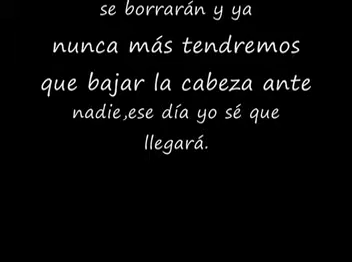 se borrarán y ya
nunca más tendremos
que bajar la cabeza ante
nadie,ese día yo sé que
llegará.